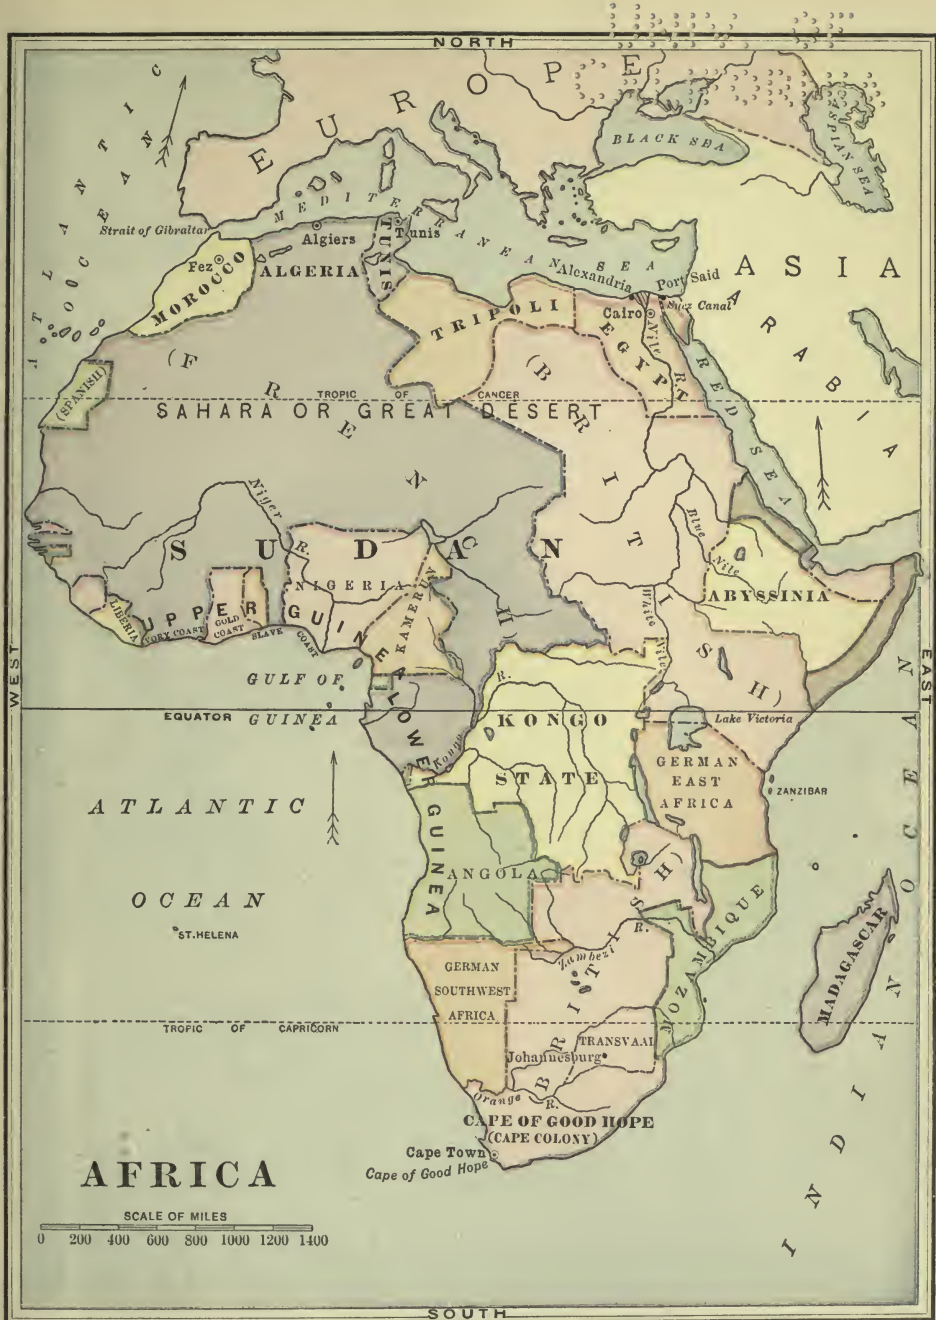 NORTH
ATLANTIC
OCEAN
EUROPE
BLACK SEA
CASPIAN SEA
MEDITERRANEAN SEA
Strait of Gibraltar
Algiers
Tunis
TUNIS
Fez
MOROCCO
ALGERIA
TRIPOLI
Alexandria
Port Said
Suez Canal
Cairo
ASIA
ARABIA
EGYPT
Nile R.
RED SEA
(SPANISH)
TROPIC OF CANCER
SAHARA OR GREAT DESERT
(FRENCH)
(BRITISH)
Niger R.
SUDAN
Blue Nile
White Nile
NIGERIA
KAMERUN
ABYSSINIA
LIBERIA
UPPER GUINEA
IVORY COAST
GOLD COAST
SLAVE COAST
WEST
EAST
GULF OF
GUINEA
EQUATOR
LOWER GUINEA
Kongo R.
KONGO
STATE
Lake Victoria
GERMAN
EAST
AFRICA
ZANZIBAR
ATLANTIC
OCEAN
ST. HELENA
ANGOLA
BRITISH)
MOZAMBIQUE
MADAGASCAR
INDIAN OCEAN
Zambezi R.
GERMAN
SOUTHWEST
AFRICA
TROPIC OF CAPRICORN
TRANSVAAL
Johannesburg
Orange R.
CAPE OF GOOD HOPE
(CAPE COLONY)
Cape Town
Cape of Good Hope
AFRICA
SCALE OF MILES
0 200 400 600 800 1000 1200 1400
SOUTH